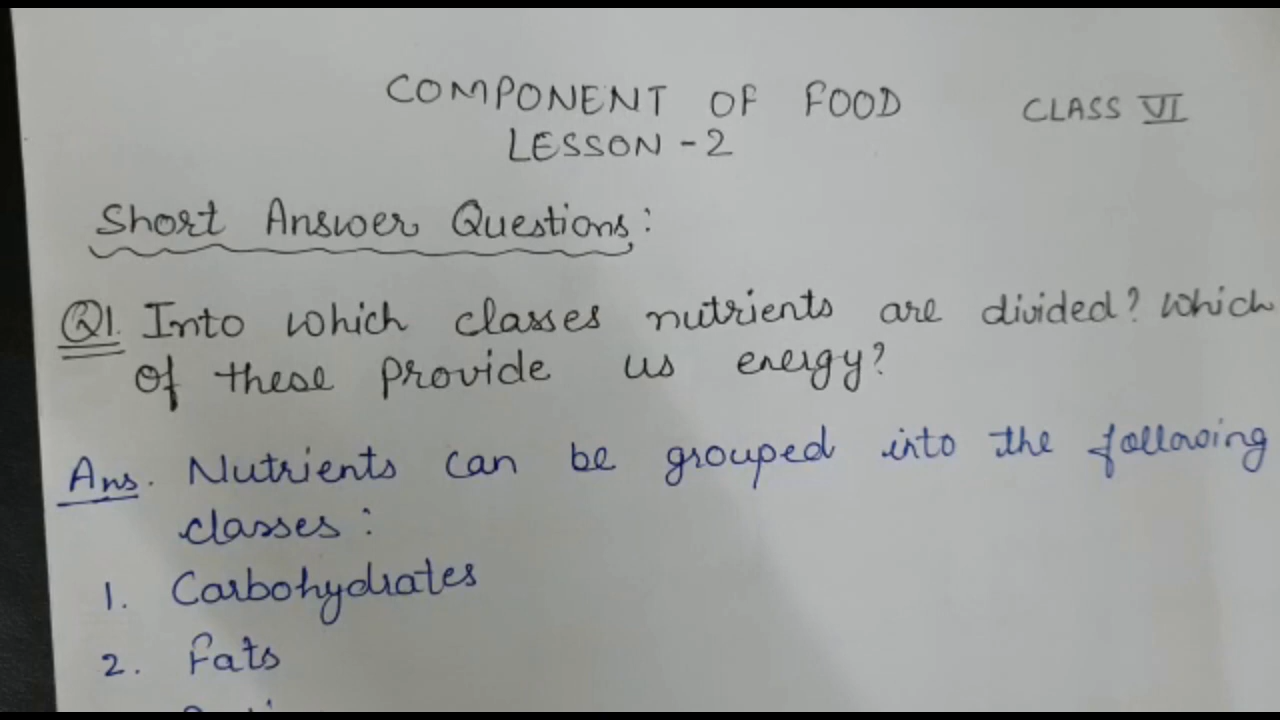 COMPONENT OF FOOD CLASS VI
LESSON - 2
Short Answer Questions:
Q1. Into which classes nutrients are divided? Which
of these provide us energy?
Ans. Nutrients can be grouped into the following
classes:
1. Carbohydrates
2. Fats